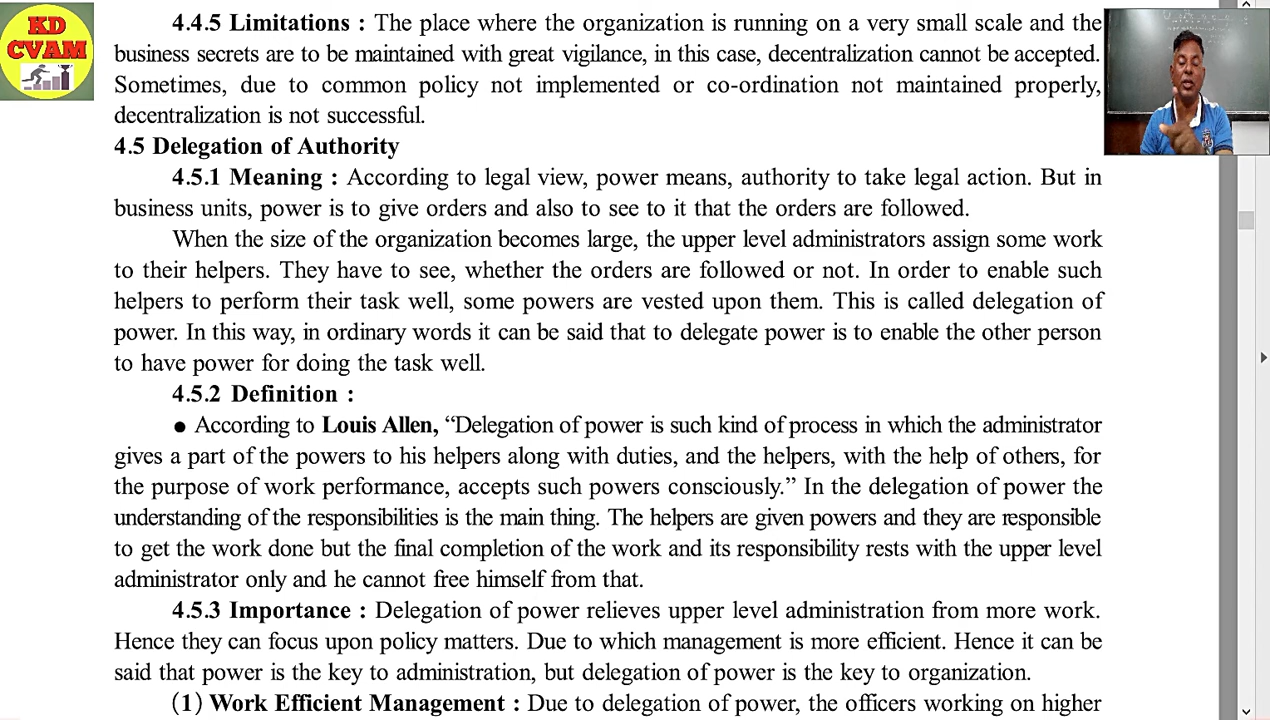 KD
CVAM
4.4.5 Limitations : The place where the organization is running on a very small scale and the
business secrets are to be maintained with great vigilance, in this case, decentralization cannot be accepted.
Sometimes, due to common policy not implemented or co-ordination not maintained properly,
decentralization is not successful.
4.5 Delegation of Authority
4.5.1 Meaning : According to legal view, power means, authority to take legal action. But in
business units, power is to give orders and also to see to it that the orders are followed.
When the size of the organization becomes large, the upper level administrators assign some work
to their helpers. They have to see, whether the orders are followed or not. In order to enable such
helpers to perform their task well, some powers are vested upon them. This is called delegation of
power. In this way, in ordinary words it can be said that to delegate power is to enable the other person
to have power for doing the task well.
4.5.2 Definition :
● According to Louis Allen, “Delegation of power is such kind of process in which the administrator
gives a part of the powers to his helpers along with duties, and the helpers, with the help of others, for
the purpose of work performance, accepts such powers consciously.” In the delegation of power the
understanding of the responsibilities is the main thing. The helpers are given powers and they are responsible
to get the work done but the final completion of the work and its responsibility rests with the upper level
administrator only and he cannot free himself from that.
4.5.3 Importance : Delegation of power relieves upper level administration from more work.
Hence they can focus upon policy matters. Due to which management is more efficient. Hence it can be
said that power is the key to administration, but delegation of power is the key to organization.
(1) Work Efficient Management : Due to delegation of power, the officers working on higher